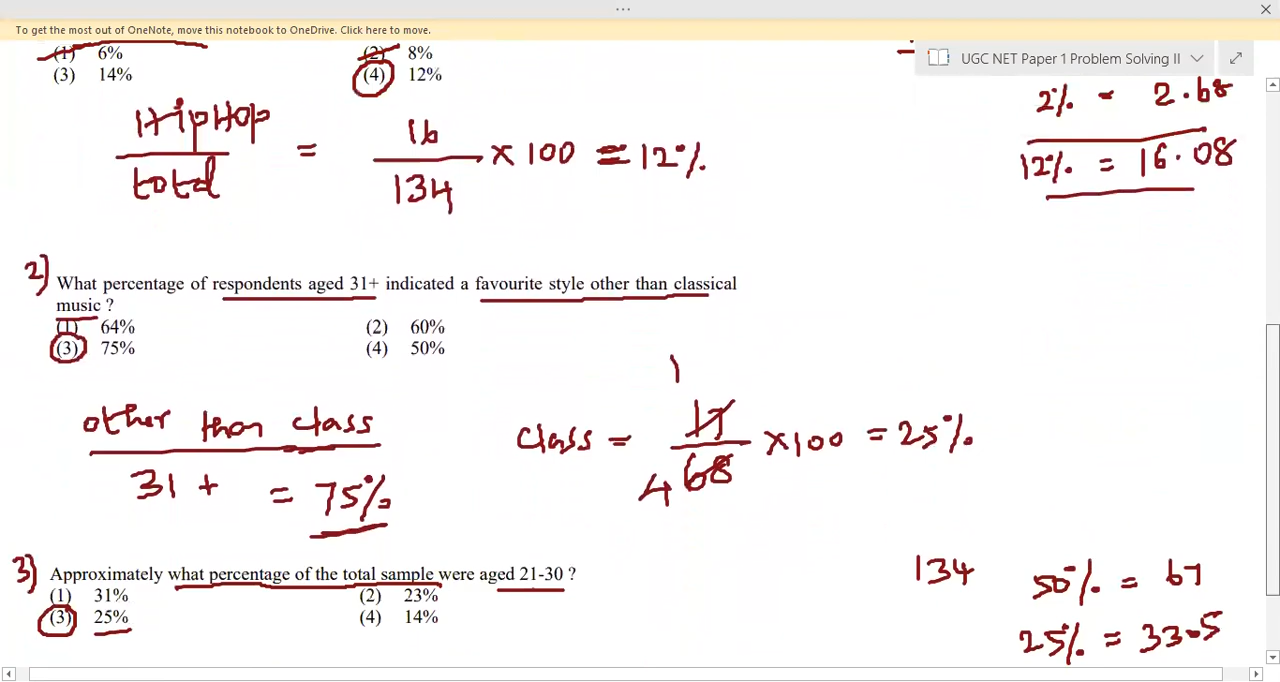 To get the most out of OneNote, move this notebook to OneDrive. Click here to move.
UGC NET Paper 1 Problem Solving II
(1) 6% (2) 8%
(3) 14% (4) 12%
2% = 2.68
12% = 16.08
HipHop / total = 16 / 134 × 100 = 12%
2) What percentage of respondents aged 31+ indicated a favourite style other than classical
music ?
(1) 64% (2) 60%
(3) 75% (4) 50%
other than class / 31 + = 75%
class = 17 / 68 × 100 = 25%
1
4
3) Approximately what percentage of the total sample were aged 21-30 ?
(1) 31% (2) 23%
(3) 25% (4) 14%
134 50% = 67
25% = 33.5